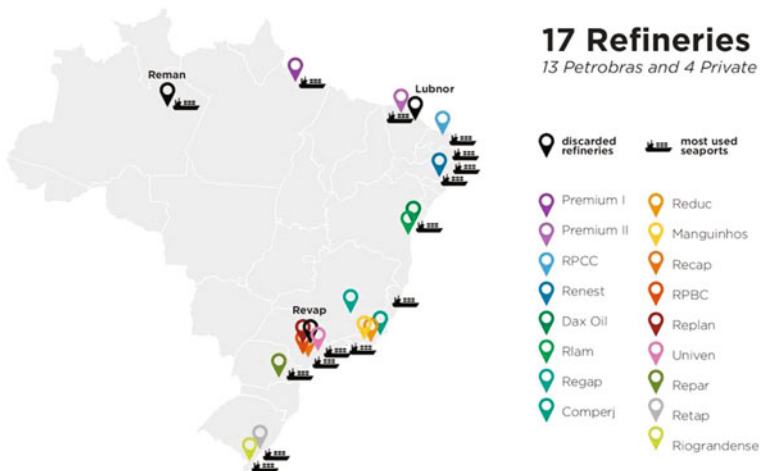 17 Refineries
13 Petrobras and 4 Private
Reman
Lubnor
Revap
discarded
refineries
most used
seaports
Premium I
Premium II
RPCC
Renest
Dax Oil
Rlam
Regap
Comperj
Reduc
Manguinhos
Recap
RPBC
Replan
Univen
Repar
Retap
Riograndense